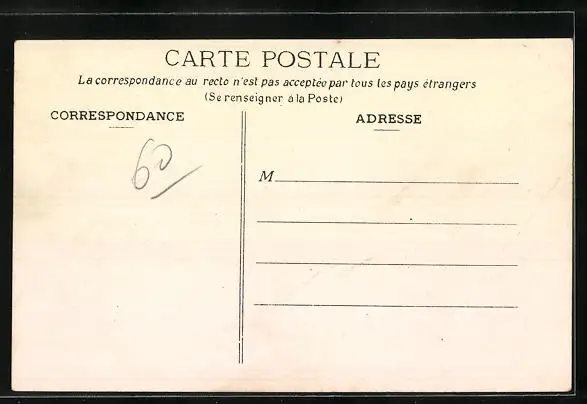 CARTE POSTALE
La correspondance au recto n'est pas acceptée par tous les pays étrangers
(Se renseigner à la Poste)
CORRESPONDANCE
ADRESSE
60
M